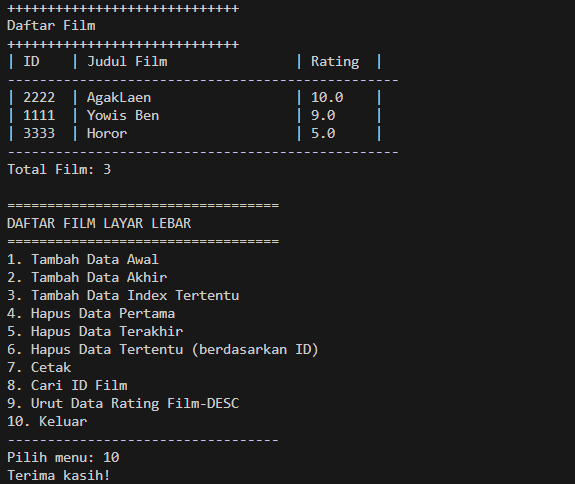 +++++++++++++++++++++++++++++
Daftar Film
+++++++++++++++++++++++++++++
| ID    | Judul Film                | Rating  |
-------------------------------------------------
| 2222  | AgakLaen                  | 10.0    |
| 1111  | Yowis Ben                 | 9.0     |
| 3333  | Horor                     | 5.0     |
-------------------------------------------------
Total Film: 3

==================================
DAFTAR FILM LAYAR LEBAR
==================================
1. Tambah Data Awal
2. Tambah Data Akhir
3. Tambah Data Index Tertentu
4. Hapus Data Pertama
5. Hapus Data Terakhir
6. Hapus Data Tertentu (berdasarkan ID)
7. Cetak
8. Cari ID Film
9. Urut Data Rating Film-DESC
10. Keluar
----------------------------------
Pilih menu: 10
Terima kasih!